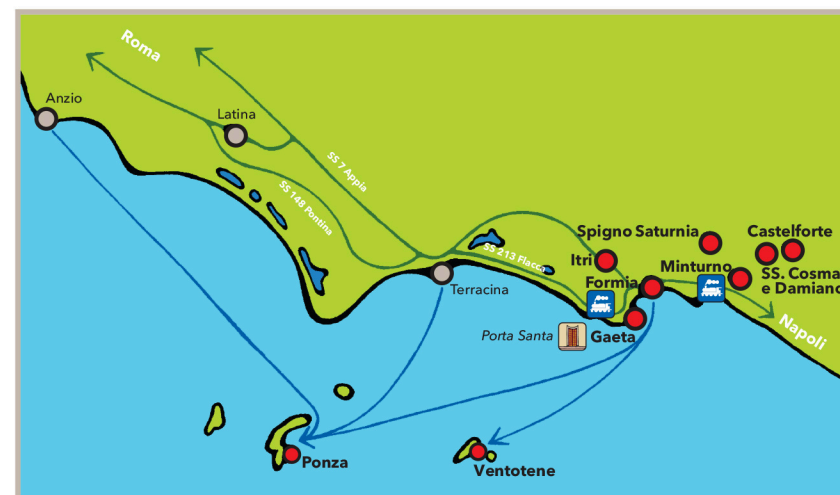 Roma
Anzio
Latina
SS 7 Appia
SS 148 Pontina
Spigno Saturnia
Castelforte
SS 213 Flacca
Itri
Minturno
SS. Cosma
e Damiano
Formia
Terracina
Napoli
Porta Santa
Gaeta
Ponza
Ventotene